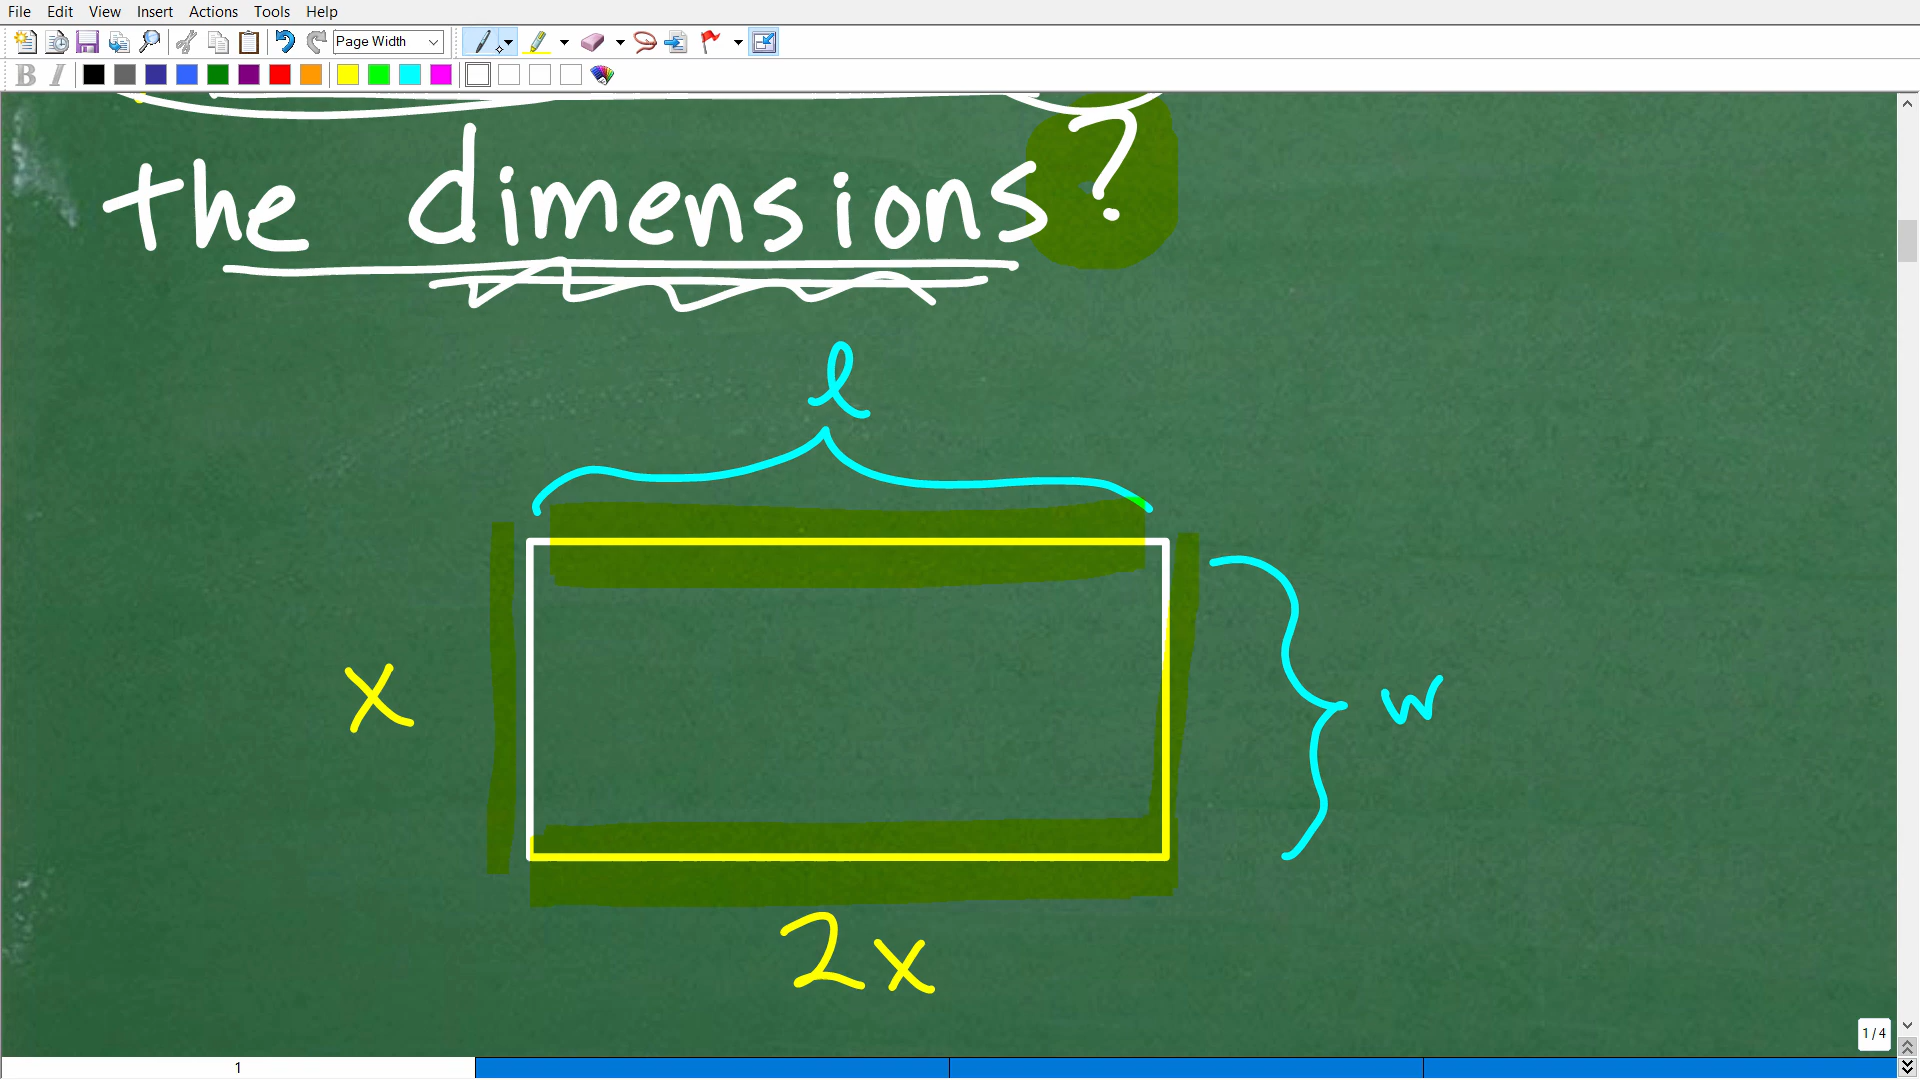 File Edit View Insert Actions Tools Help
Page Width
B I
the dimensions?
l
x
w
2x
1/4
1